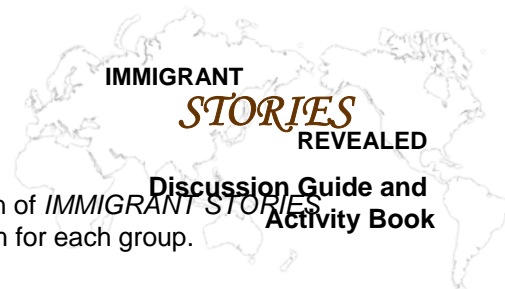 IMMIGRANT
STORIES
REVEALED
Discussion Guide and
Activity Book
n of IMMIGRANT STORIES
n for each group.